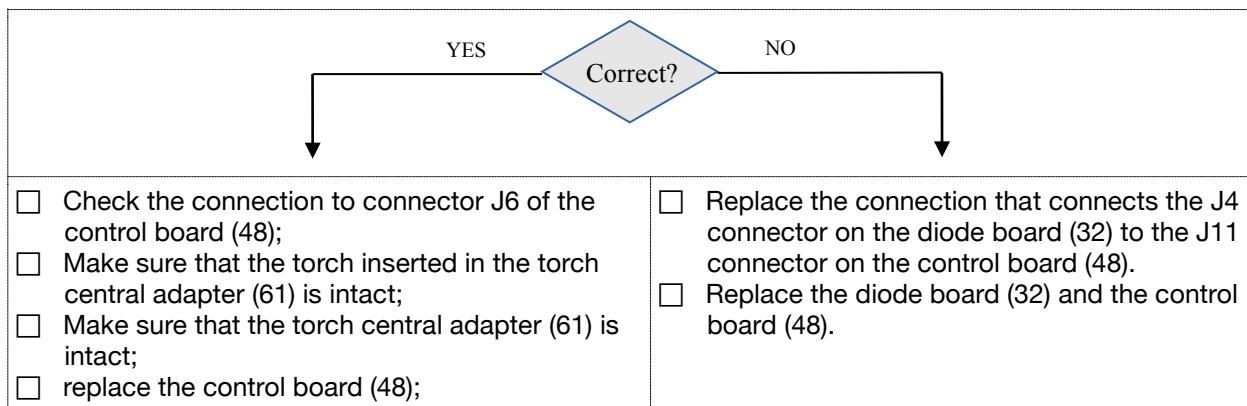 YES
Correct?
NO
☐ Check the connection to connector J6 of the
control board (48);
☐ Make sure that the torch inserted in the torch
central adapter (61) is intact;
☐ Make sure that the torch central adapter (61) is
intact;
☐ replace the control board (48);
☐ Replace the connection that connects the J4
connector on the diode board (32) to the J11
connector on the control board (48).
☐ Replace the diode board (32) and the control
board (48).